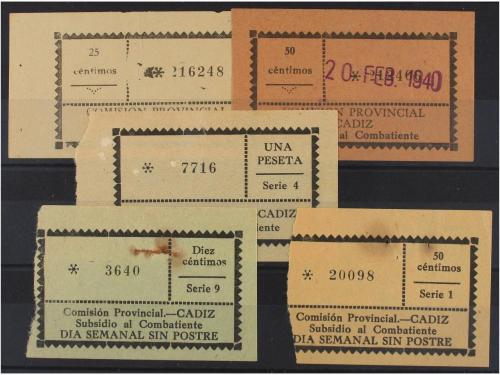 25
céntimos
* 216248
COMISION PROVINCIAL
50
céntimos
20 FEB. 1940
COMISIÓN PROVINCIAL
CADIZ
Subsidio al Combatiente
* 7716
UNA
PESETA
Serie 4
CADIZ
* 3640
Diez
céntimos
Serie 9
Comisión Provincial.—CADIZ
Subsidio al Combatiente
DIA SEMANAL SIN POSTRE
* 20098
50
céntimos
Serie 1
Comisión Provincial.—CADIZ
Subsidio al Combatiente
DIA SEMANAL SIN POSTRE